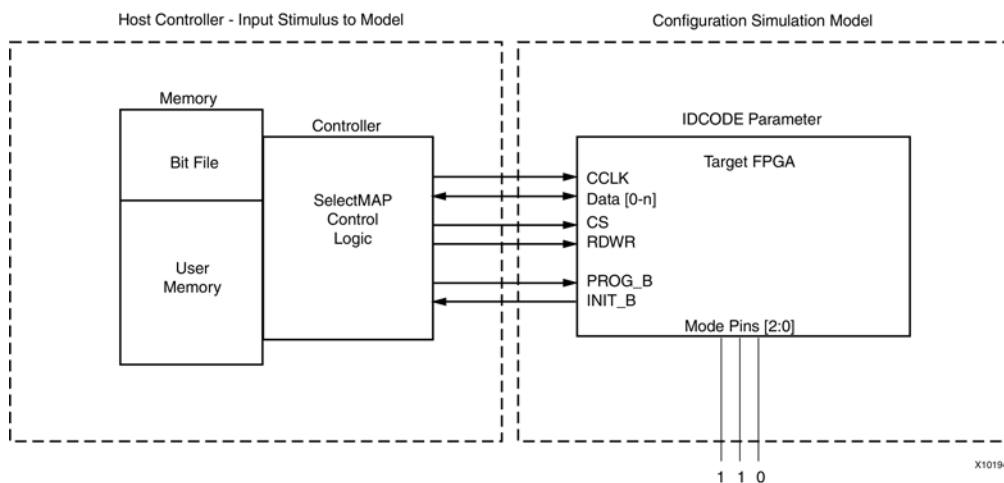 Host Controller - Input Stimulus to Model
Configuration Simulation Model
Memory
Controller
IDCODE Parameter
Bit File
Target FPGA
SelectMAP
Control
Logic
User
Memory
CCLK
Data [0-n]
CS
RDWR
PROG_B
INIT_B
Mode Pins [2:0]
1 1 0